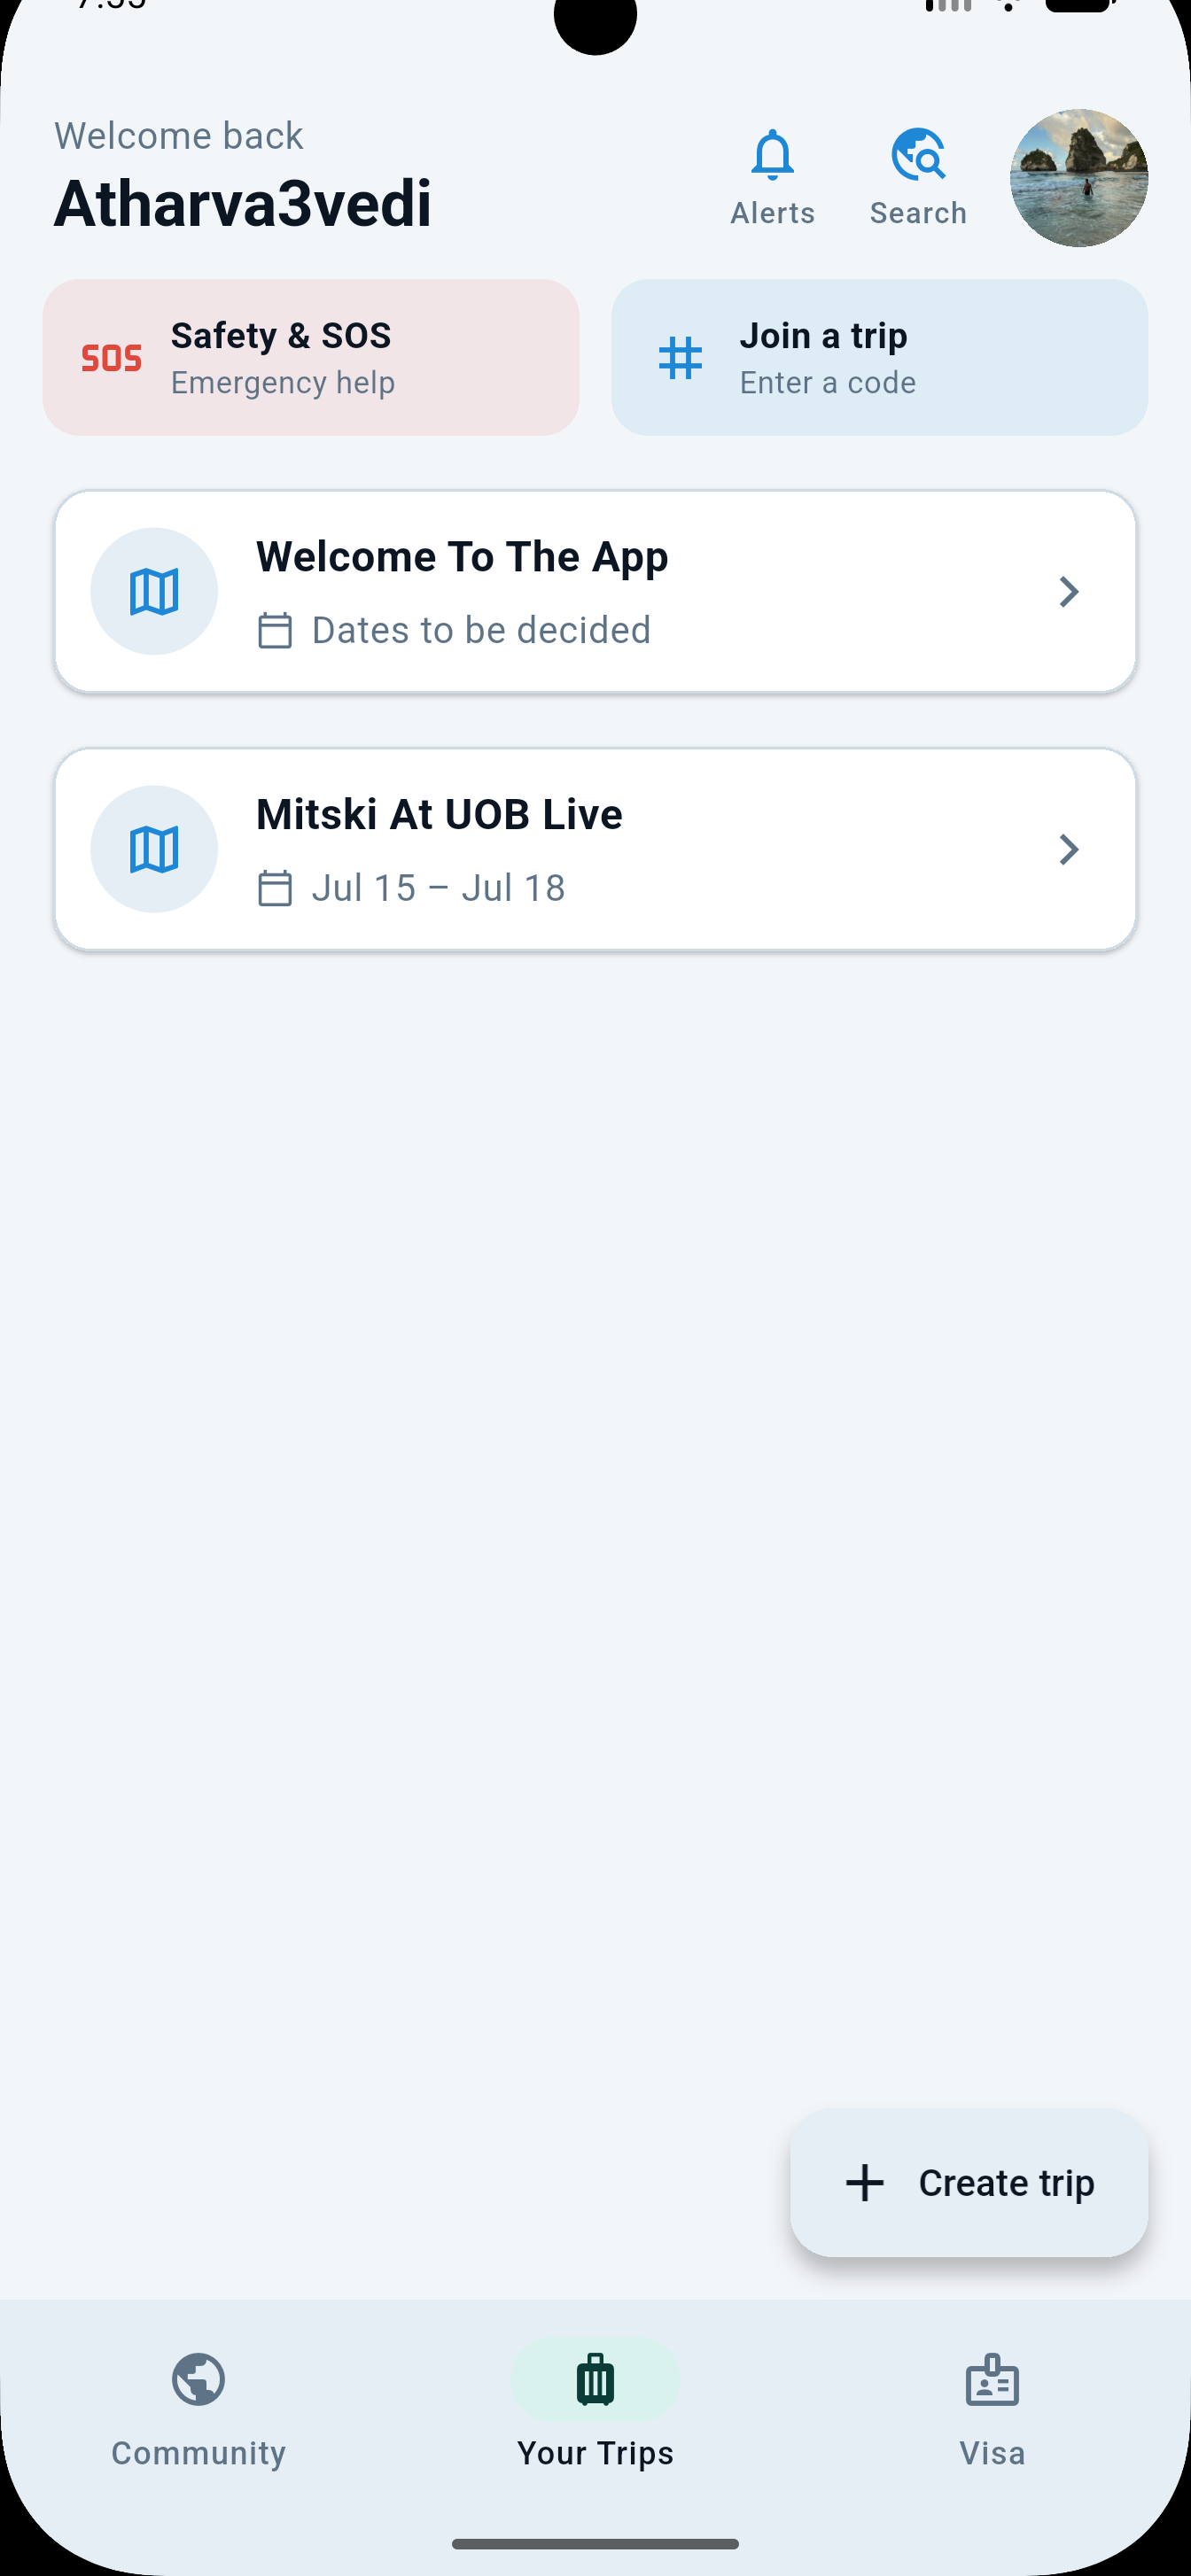 Welcome back
Atharva3vedi
Alerts
Search
SOS
Safety & SOS
Emergency help
Join a trip
Enter a code
Welcome To The App
Dates to be decided
Mitski At UOB Live
Jul 15 – Jul 18
Create trip
Community
Your Trips
Visa